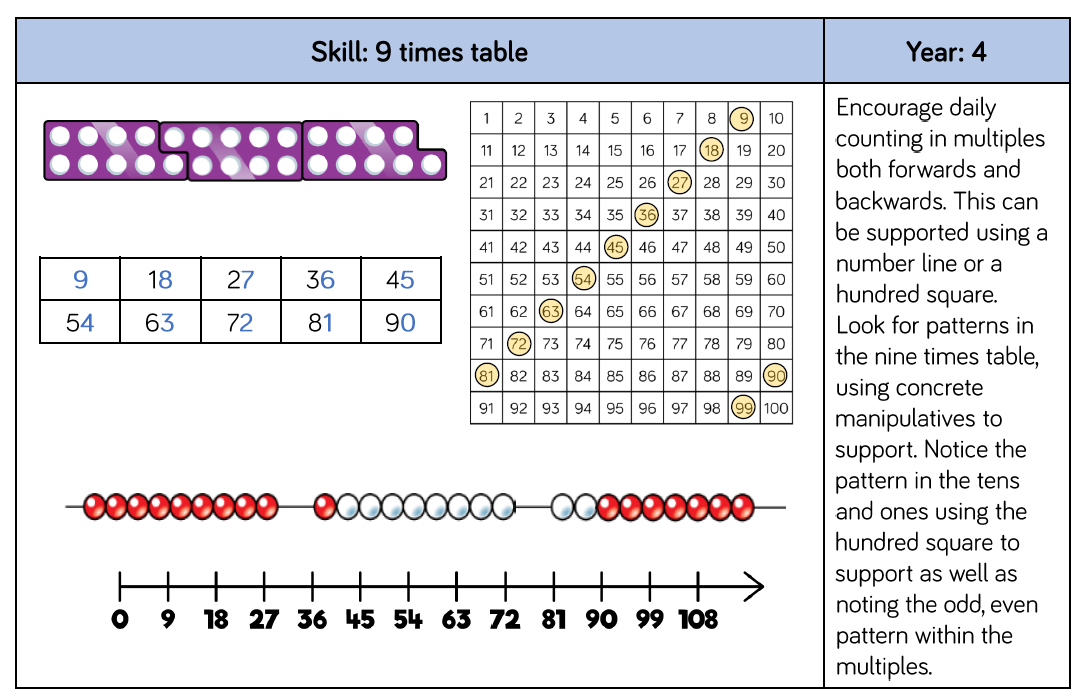 Skill: 9 times table
Year: 4
1 2 3 4 5 6 7 8 9 10
11 12 13 14 15 16 17 18 19 20
21 22 23 24 25 26 27 28 29 30
31 32 33 34 35 36 37 38 39 40
41 42 43 44 45 46 47 48 49 50
51 52 53 54 55 56 57 58 59 60
61 62 63 64 65 66 67 68 69 70
71 72 73 74 75 76 77 78 79 80
81 82 83 84 85 86 87 88 89 90
91 92 93 94 95 96 97 98 99 100
9 18 27 36 45
54 63 72 81 90
0 9 18 27 36 45 54 63 72 81 90 99 108
Encourage daily
counting in multiples
both forwards and
backwards. This can
be supported using a
number line or a
hundred square.
Look for patterns in
the nine times table,
using concrete
manipulatives to
support. Notice the
pattern in the tens
and ones using the
hundred square to
support as well as
noting the odd, even
pattern within the
multiples.